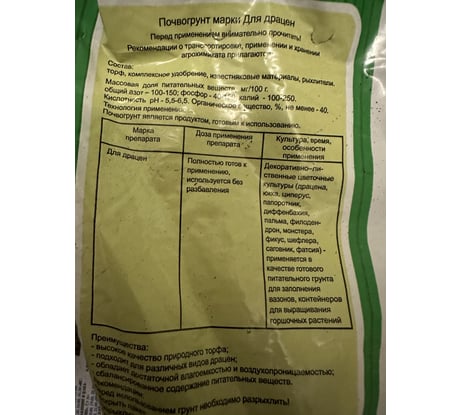 Почвогрунт марки Для драцен
Перед применением внимательно прочитать!
Рекомендации о транспортировке, применении и хранении
агрохимиката прилагаются
Состав:
торф, комплексное удобрение, известняковые материалы, рыхлители.
Массовая доля питательных веществ, мг/100 г.
общий азот – 100-150; фосфор - калий - 100-250.
Кислотность рН - 5,5-6,5. Органическое вещество, %, не менее - 40.
Технология применения:
Почвогрунт является продуктом, готовым к использованию.
Марка
препарата
Доза применения
препарата
Культура, время,
особенности
применения
Для драцен
Полностью готов к
применению,
используется без
разбавления
Декоративно–ли-
ственные цветочные
культуры (драцена,
юкка, циперус,
папоротник,
диффенбахия,
пальма, филоден-
дрон, монстера,
фикус, шефлера,
саговник, фатсия) -
применяется в
качестве готового
питательного грунта
для заполнения
вазонов, контейнеров
для выращивания
горшочных растений
Преимущества:
- высокое качество природного торфа;
- подходит для различных видов драцен;
- обладает достаточной влагоемкостью и воздухопроницаемостью;
- сбалансированное содержание питательных веществ.
использованием грунт необходимо разрыхлить!